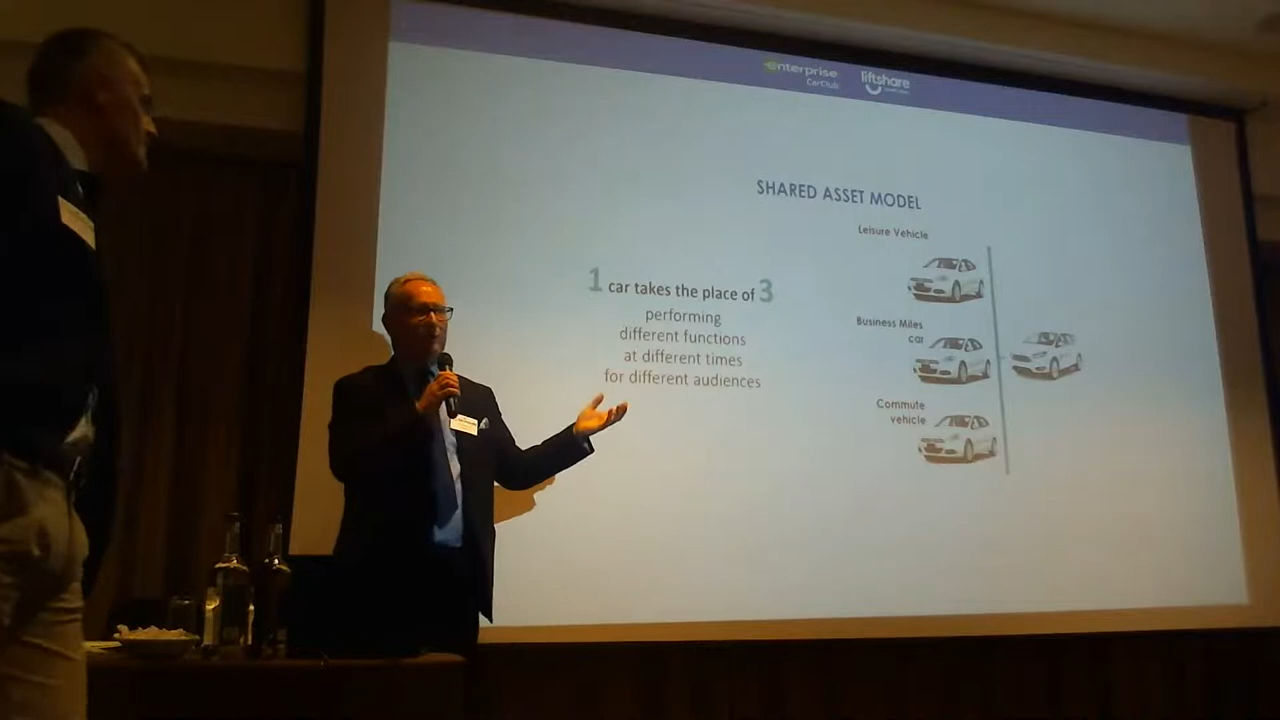 enterprise
CarClub
liftshare
SHARED ASSET MODEL
Leisure Vehicle
1 car takes the place of 3
performing
different functions
at different times
for different audiences
Business Miles
car
Commute
vehicle